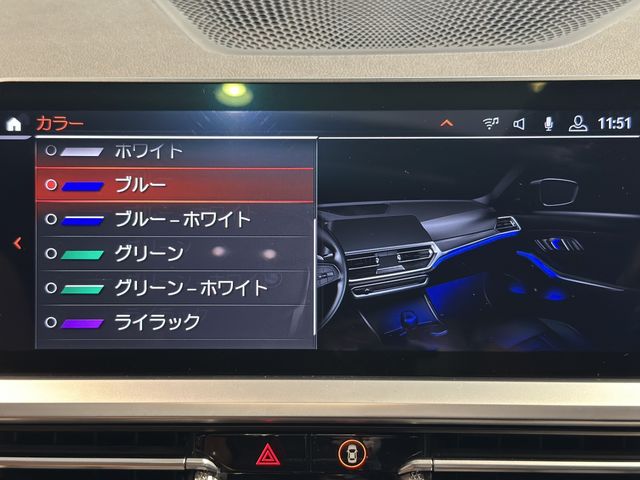 カラー
11:51
ホワイト
ブルー
ブルー－ホワイト
グリーン
グリーン－ホワイト
ライラック